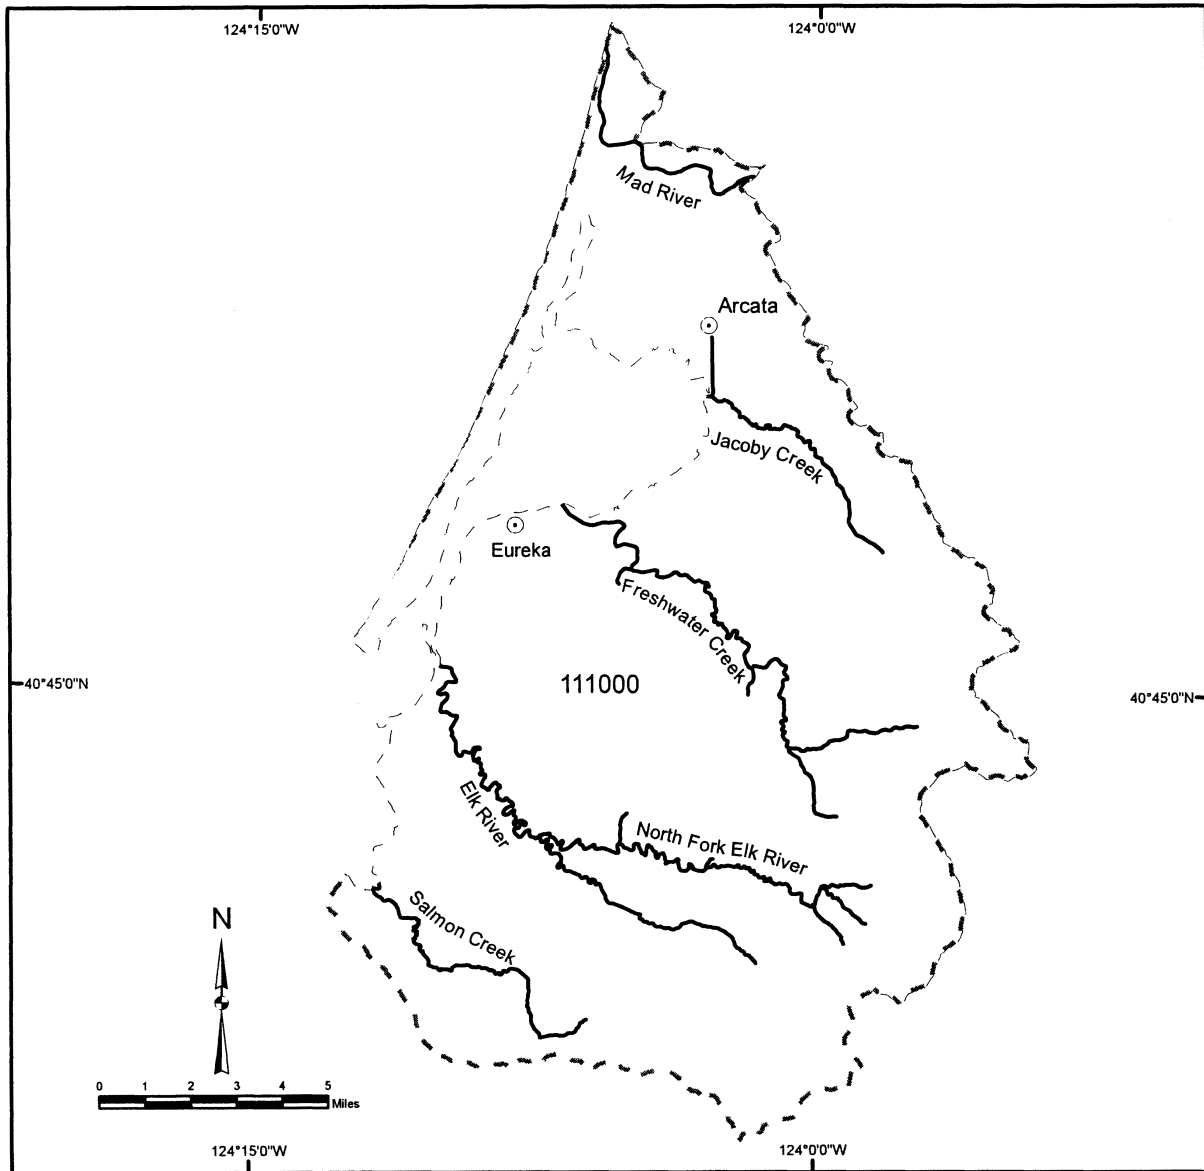 124°15'0"W
124°0'0"W
Mad River
Arcata
Jacoby Creek
Eureka
Freshwater Creek
40°45'0"N
111000
40°45'0"N
Elk River
North Fork Elk River
Salmon Creek
N
0 1 2 3 4 5
Miles
124°15'0"W
124°0'0"W